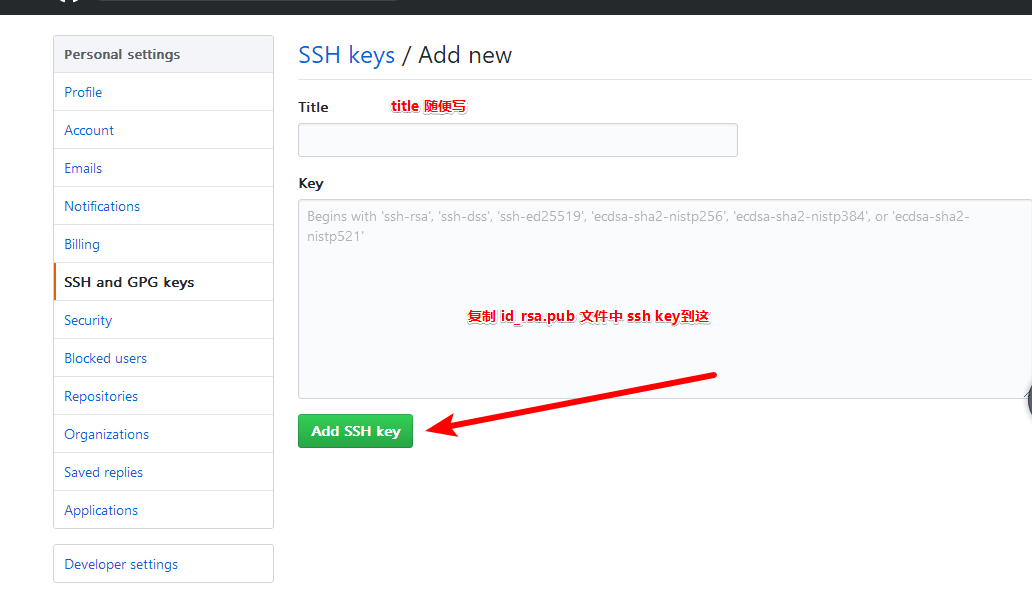 Personal settings
Profile
Account
Emails
Notifications
Billing
SSH and GPG keys
Security
Blocked users
Repositories
Organizations
Saved replies
Applications
Developer settings
SSH keys / Add new
Title title 随便写
Key
Begins with 'ssh-rsa', 'ssh-dss', 'ssh-ed25519', 'ecdsa-sha2-nistp256', 'ecdsa-sha2-nistp384', or 'ecdsa-sha2-
nistp521'
复制 id_rsa.pub 文件中 ssh key到这
Add SSH key